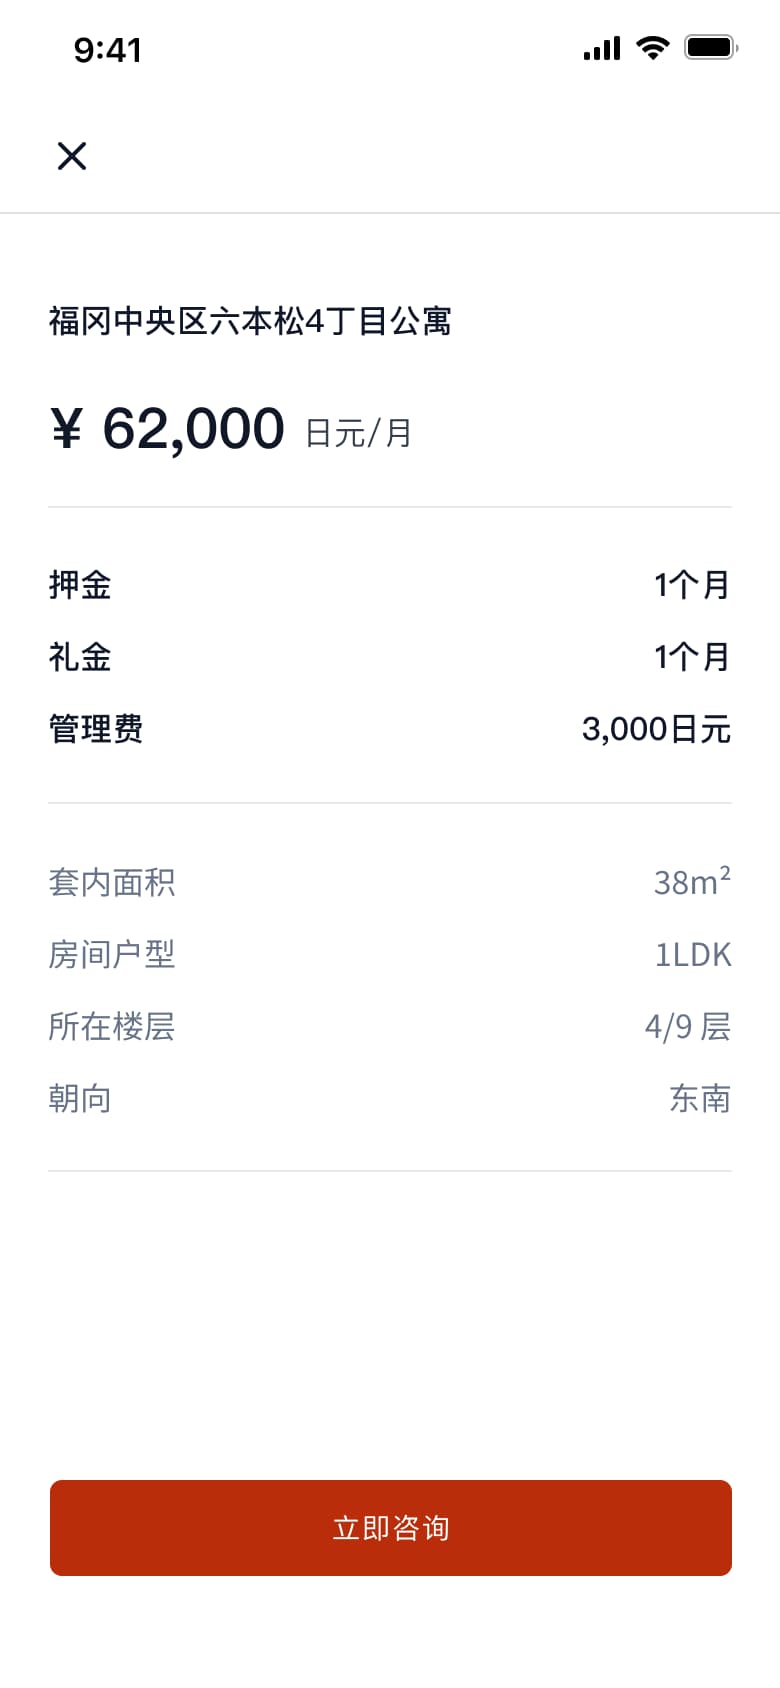 9:41
福冈中央区六本松4丁目公寓
¥ 62,000 日元/月
押金 1个月
礼金 1个月
管理费 3,000日元
套内面积 38m²
房间户型 1LDK
所在楼层 4/9 层
朝向 东南
立即咨询